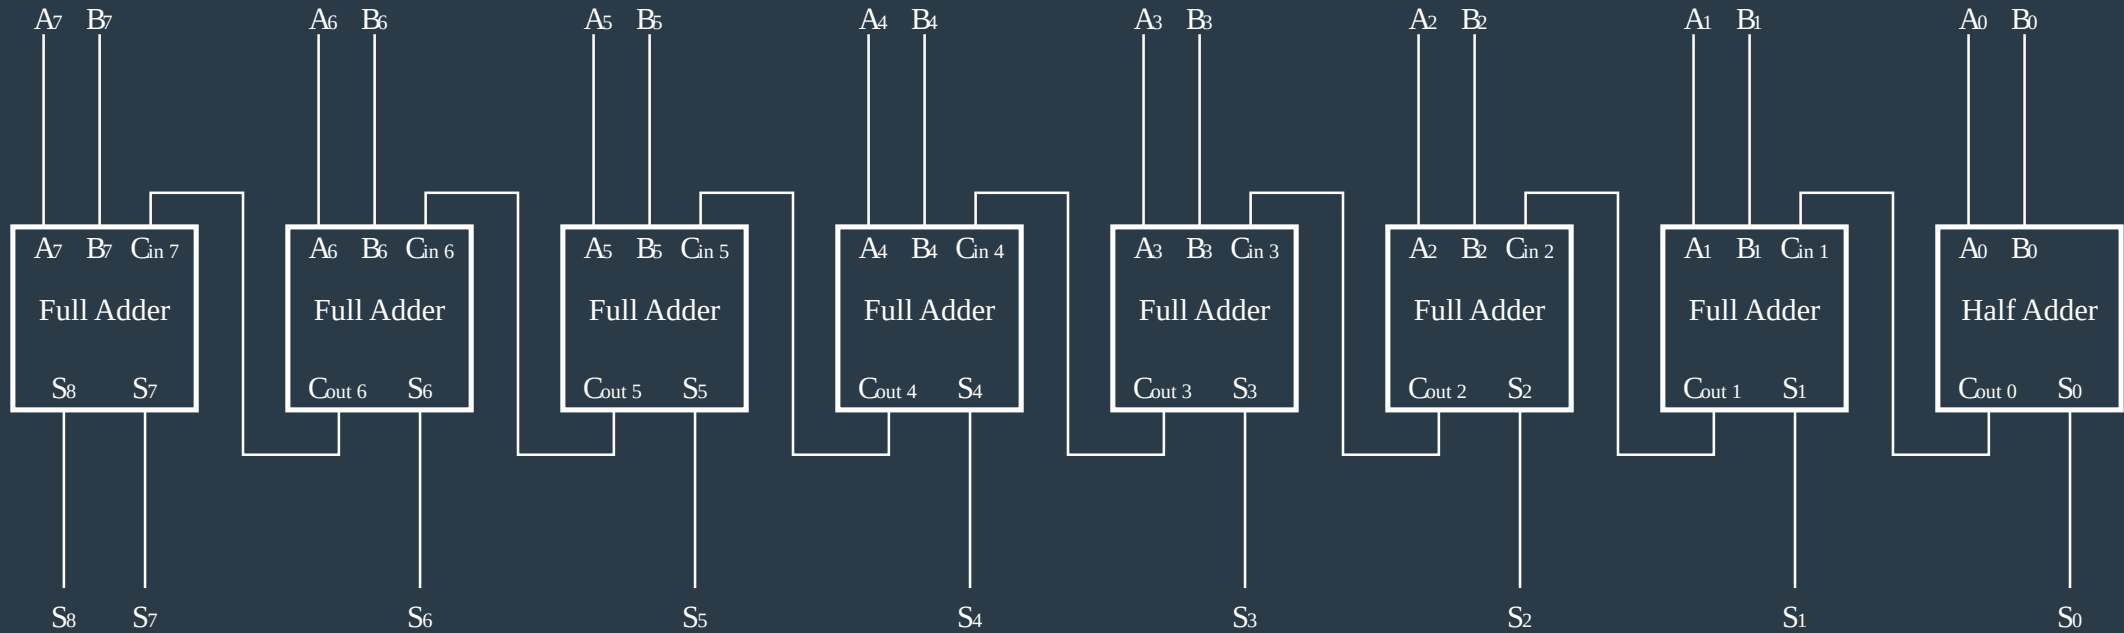 A7 B7 A6 B6 A5 B5 A4 B4 A3 B3 A2 B2 A1 B1 A0 B0
A7 B7 Cin 7 A6 B6 Cin 6 A5 B5 Cin 5 A4 B4 Cin 4 A3 B3 Cin 3 A2 B2 Cin 2 A1 B1 Cin 1 A0 B0
Full Adder Full Adder Full Adder Full Adder Full Adder Full Adder Full Adder Half Adder
S8 S7 Cout 6 S6 Cout 5 S5 Cout 4 S4 Cout 3 S3 Cout 2 S2 Cout 1 S1 Cout 0 S0
S8 S7 S6 S5 S4 S3 S2 S1 S0